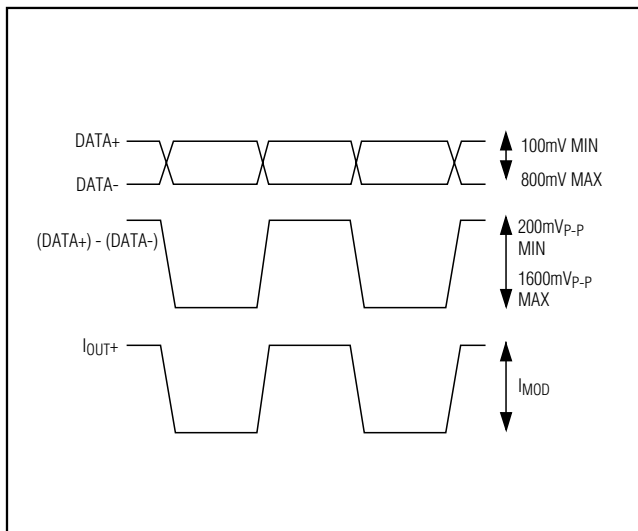 DATA+
100mV MIN
DATA-
800mV MAX
(DATA+) - (DATA-)
200mVP-P
MIN
1600mVP-P
MAX
IOUT+
IMOD